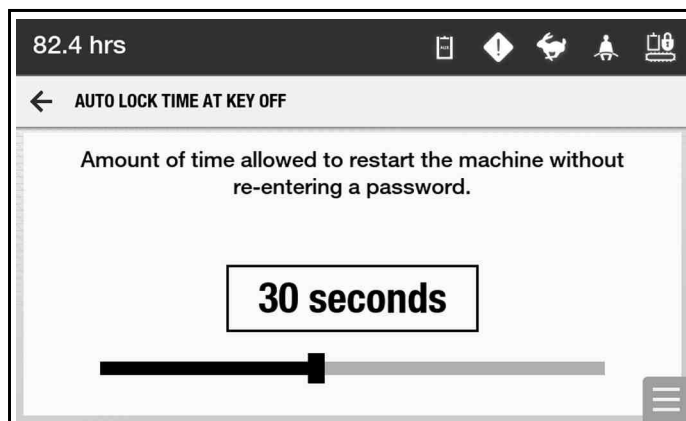 82.4 hrs
AUTO LOCK TIME AT KEY OFF
Amount of time allowed to restart the machine without
re-entering a password.
30 seconds